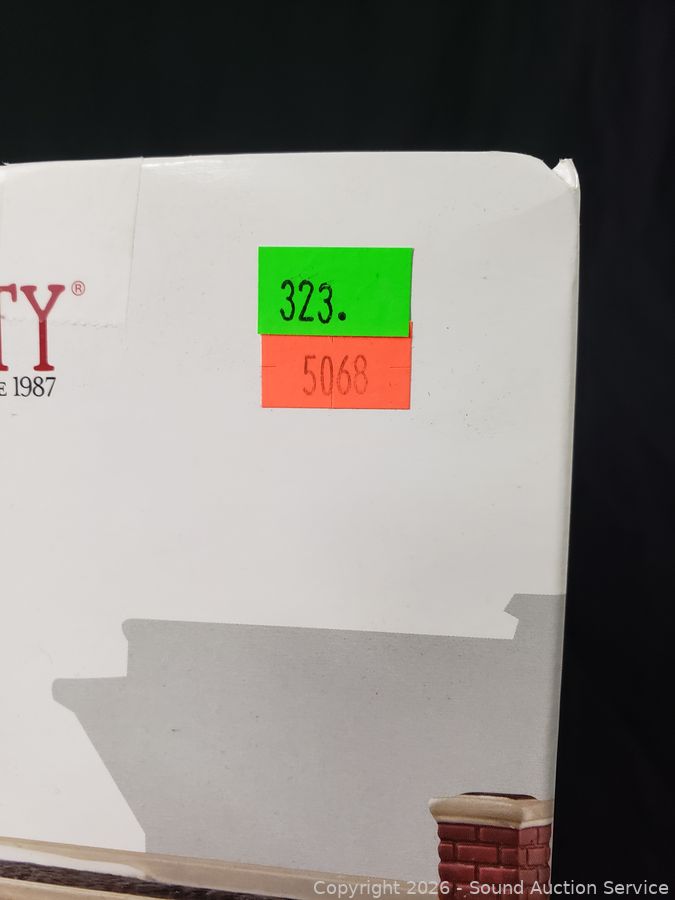 323.
5068
TY®
E 1987
Copyright 2026 - Sound Auction Service